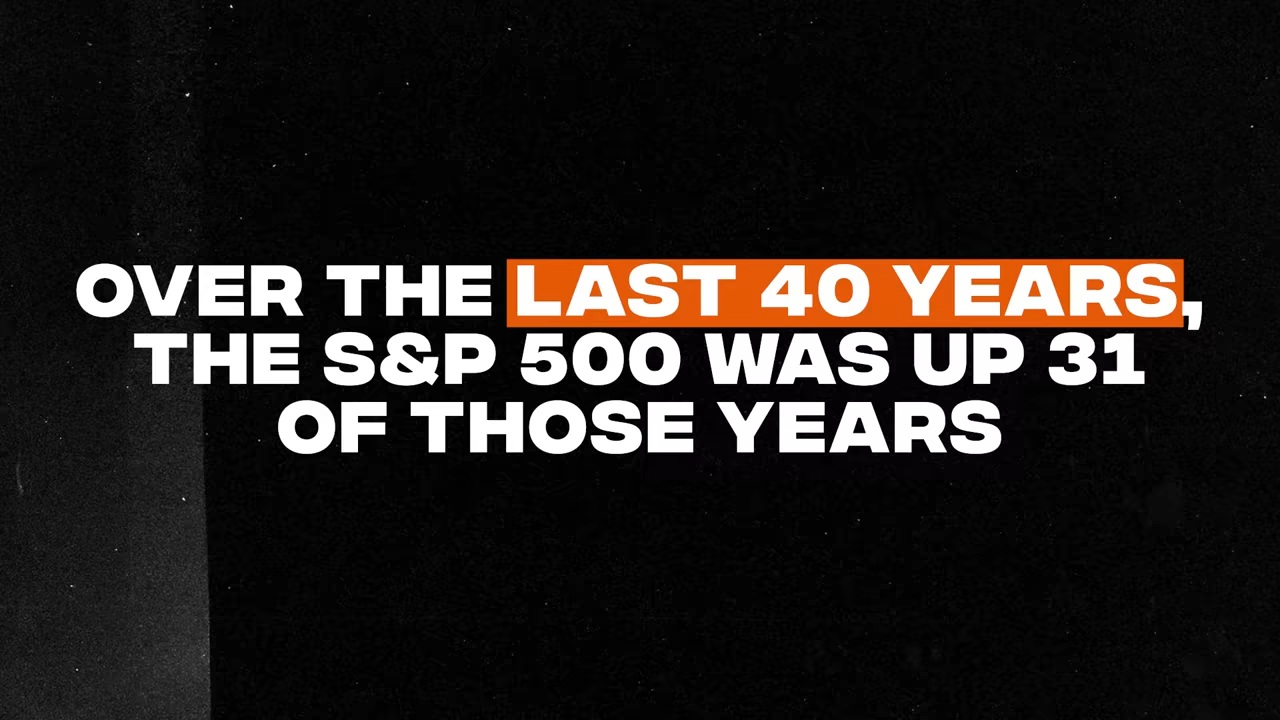 OVER THE LAST 40 YEARS,
THE S&P 500 WAS UP 31
OF THOSE YEARS